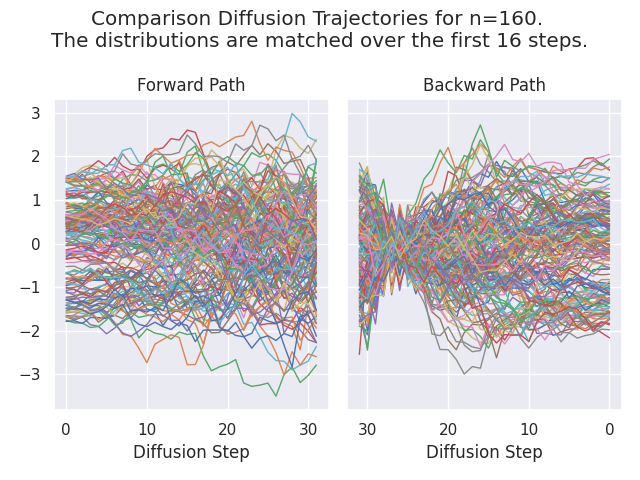 Comparison Diffusion Trajectories for n=160.
The distributions are matched over the first 16 steps.
Forward Path
Backward Path
3
2
1
0
−1
−2
−3
0 10 20 30
30 20 10 0
Diffusion Step
Diffusion Step